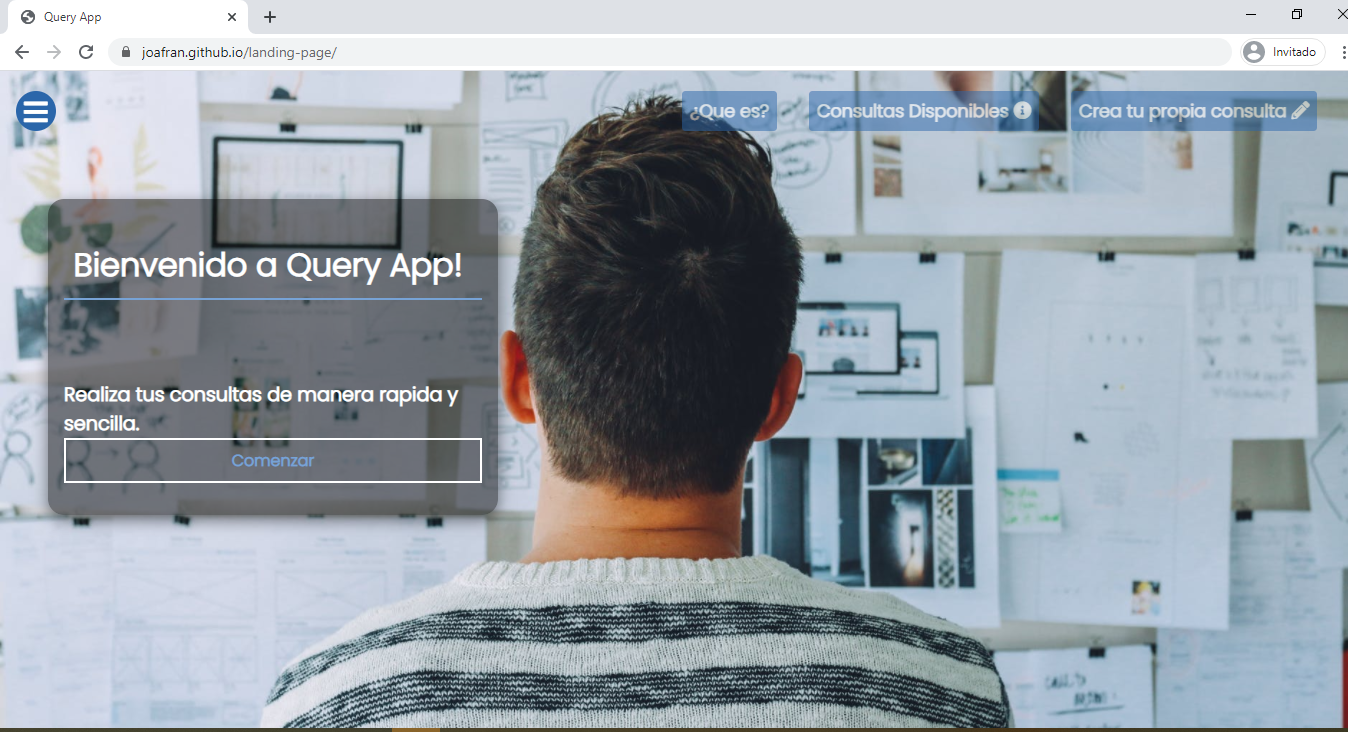 Query App
joafran.github.io/landing-page/
Invitado
¿Que es?
Consultas Disponibles
Crea tu propia consulta
Bienvenido a Query App!
Realiza tus consultas de manera rapida y
sencilla.
Comenzar